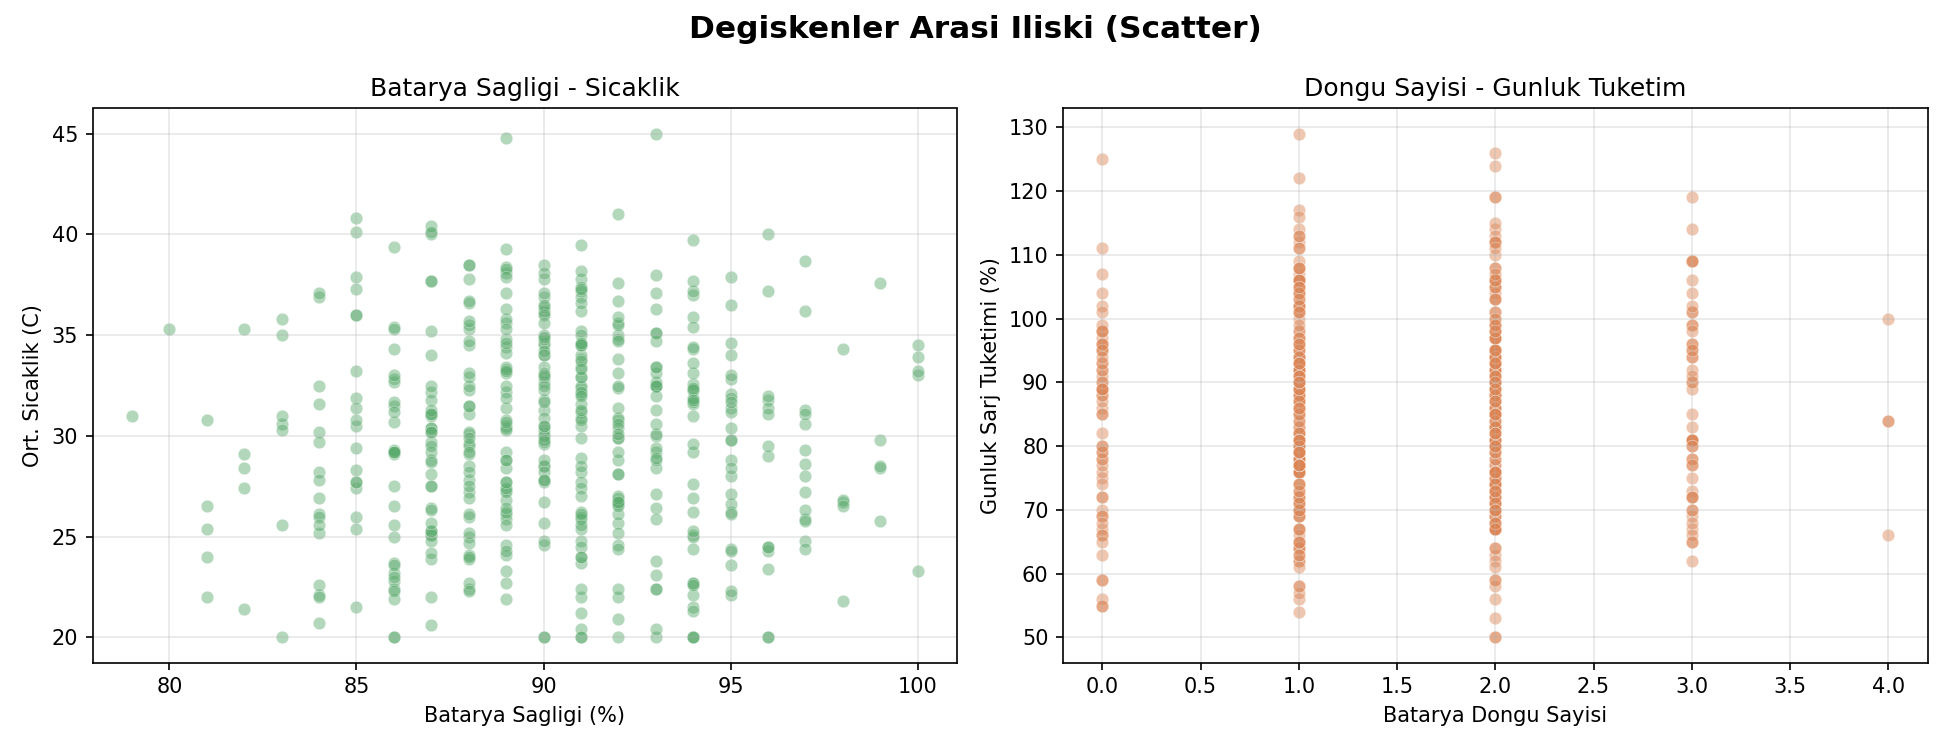 Degiskenler Arasi Iliski (Scatter)
Batarya Sagligi - Sicaklik
45
40
35
30
25
20
Ort. Sicaklik (C)
80 85 90 95 100
Batarya Sagligi (%)
Dongu Sayisi - Gunluk Tuketim
130
120
110
100
90
80
70
60
50
Gunluk Sarj Tuketimi (%)
0.0 0.5 1.0 1.5 2.0 2.5 3.0 3.5 4.0
Batarya Dongu Sayisi